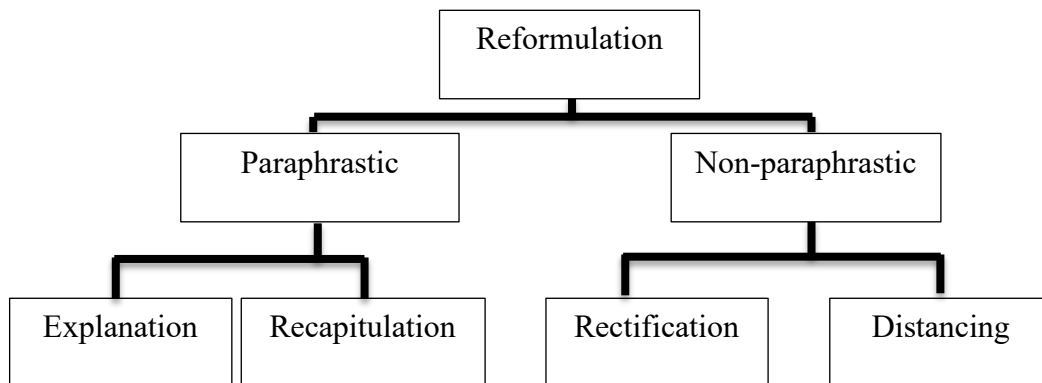 Reformulation
Paraphrastic
Non-paraphrastic
Explanation
Recapitulation
Rectification
Distancing